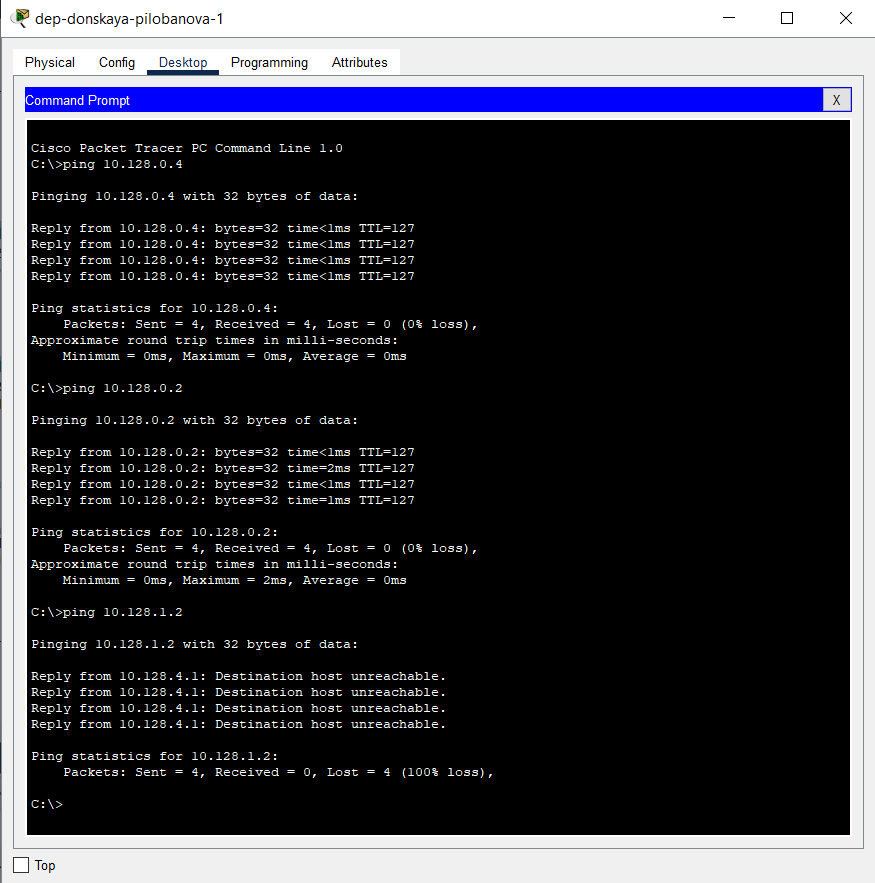 dep-donskaya-pilobanova-1
Physical Config Desktop Programming Attributes
Command Prompt X
Cisco Packet Tracer PC Command Line 1.0
C:\>ping 10.128.0.4
Pinging 10.128.0.4 with 32 bytes of data:
Reply from 10.128.0.4: bytes=32 time<1ms TTL=127
Reply from 10.128.0.4: bytes=32 time<1ms TTL=127
Reply from 10.128.0.4: bytes=32 time<1ms TTL=127
Reply from 10.128.0.4: bytes=32 time<1ms TTL=127
Ping statistics for 10.128.0.4:
Packets: Sent = 4, Received = 4, Lost = 0 (0% loss),
Approximate round trip times in milli-seconds:
Minimum = 0ms, Maximum = 0ms, Average = 0ms
C:\>ping 10.128.0.2
Pinging 10.128.0.2 with 32 bytes of data:
Reply from 10.128.0.2: bytes=32 time<1ms TTL=127
Reply from 10.128.0.2: bytes=32 time=2ms TTL=127
Reply from 10.128.0.2: bytes=32 time<1ms TTL=127
Reply from 10.128.0.2: bytes=32 time=1ms TTL=127
Ping statistics for 10.128.0.2:
Packets: Sent = 4, Received = 4, Lost = 0 (0% loss),
Approximate round trip times in milli-seconds:
Minimum = 0ms, Maximum = 2ms, Average = 0ms
C:\>ping 10.128.1.2
Pinging 10.128.1.2 with 32 bytes of data:
Reply from 10.128.4.1: Destination host unreachable.
Reply from 10.128.4.1: Destination host unreachable.
Reply from 10.128.4.1: Destination host unreachable.
Reply from 10.128.4.1: Destination host unreachable.
Ping statistics for 10.128.1.2:
Packets: Sent = 4, Received = 0, Lost = 4 (100% loss),
C:\>
Top